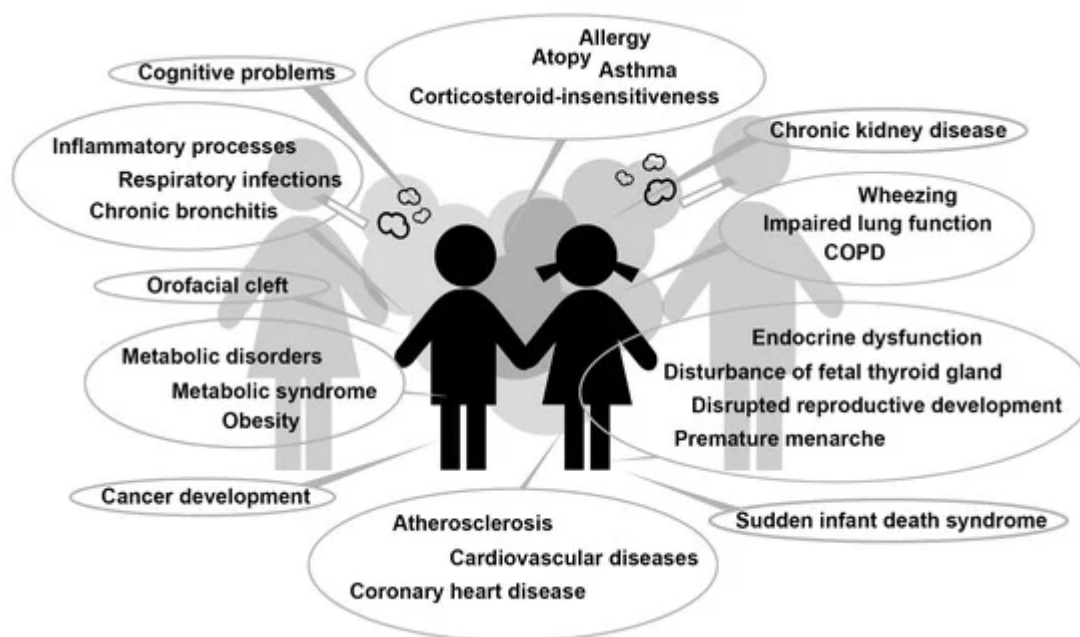 Allergy
Atopy
Asthma
Corticosteroid-insensitiveness
Cognitive problems
Inflammatory processes
Respiratory infections
Chronic bronchitis
Chronic kidney disease
Wheezing
Impaired lung function
COPD
Orofacial cleft
Metabolic disorders
Metabolic syndrome
Obesity
Endocrine dysfunction
Disturbance of fetal thyroid gland
Disrupted reproductive development
Premature menarche
Cancer development
Atherosclerosis
Cardiovascular diseases
Coronary heart disease
Sudden infant death syndrome